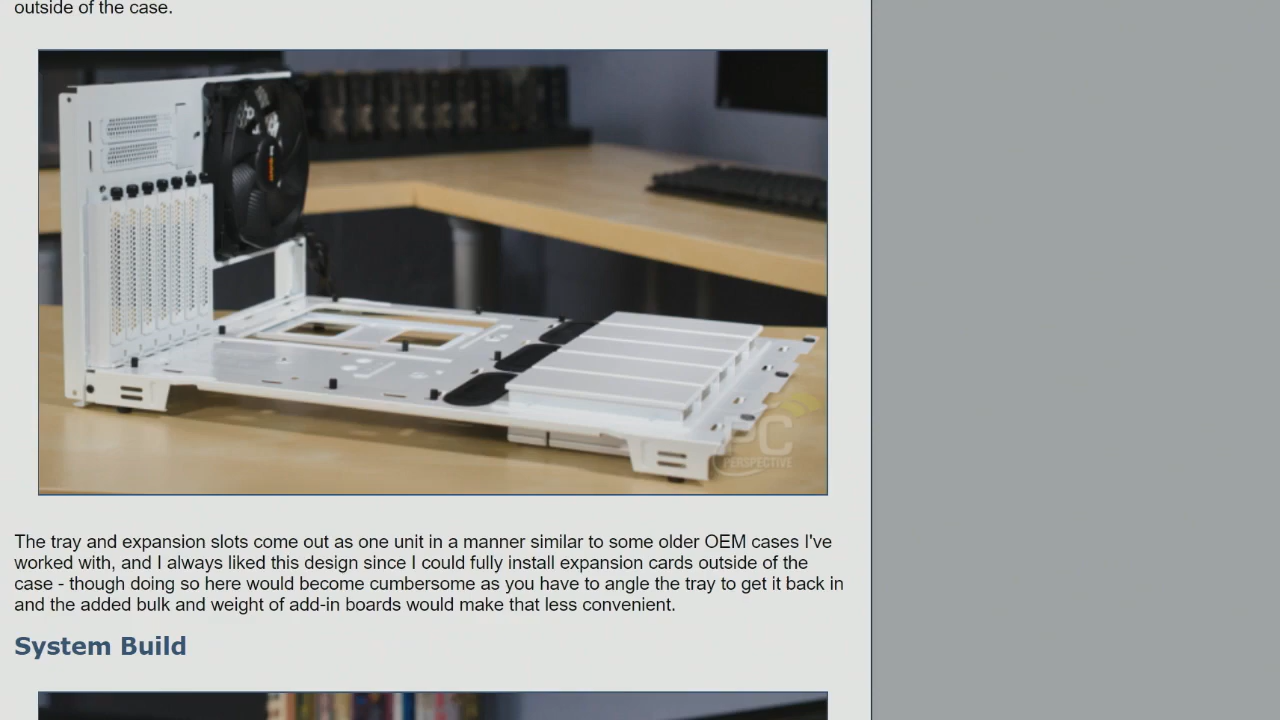 outside of the case.
PC
PERSPECTIVE
The tray and expansion slots come out as one unit in a manner similar to some older OEM cases I've
worked with, and I always liked this design since I could fully install expansion cards outside of the
case - though doing so here would become cumbersome as you have to angle the tray to get it back in
and the added bulk and weight of add-in boards would make that less convenient.
System Build